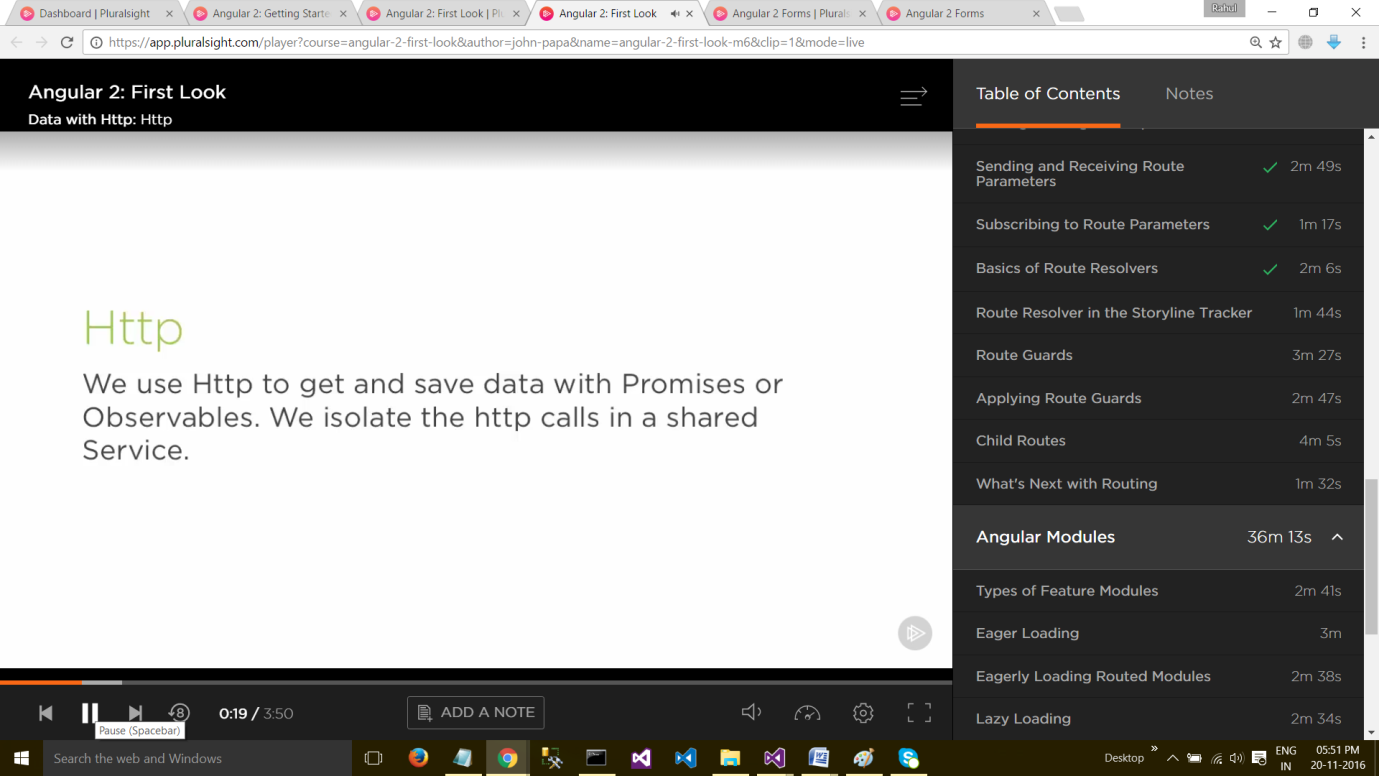 Dashboard | Pluralsight
Angular 2: Getting Starte
Angular 2: First Look | Pl
Angular 2: First Look
Angular 2 Forms | Plurals
Angular 2 Forms
Rahul
https://app.pluralsight.com/player?course=angular-2-first-look&author=john-papa&name=angular-2-first-look-m6&clip=1&mode=live
Angular 2: First Look
Data with Http: Http
Http
We use Http to get and save data with Promises or
Observables. We isolate the http calls in a shared
Service.
8
0:19 / 3:50
ADD A NOTE
Pause (Spacebar)
Table of Contents
Notes
Sending and Receiving Route
Parameters
2m 49s
Subscribing to Route Parameters
1m 17s
Basics of Route Resolvers
2m 6s
Route Resolver in the Storyline Tracker
1m 44s
Route Guards
3m 27s
Applying Route Guards
2m 47s
Child Routes
4m 5s
What's Next with Routing
1m 32s
Angular Modules
36m 13s
Types of Feature Modules
2m 41s
Eager Loading
3m
Eagerly Loading Routed Modules
2m 38s
Lazy Loading
2m 34s
Search the web and Windows
Desktop
ENG
IN
05:51 PM
20-11-2016